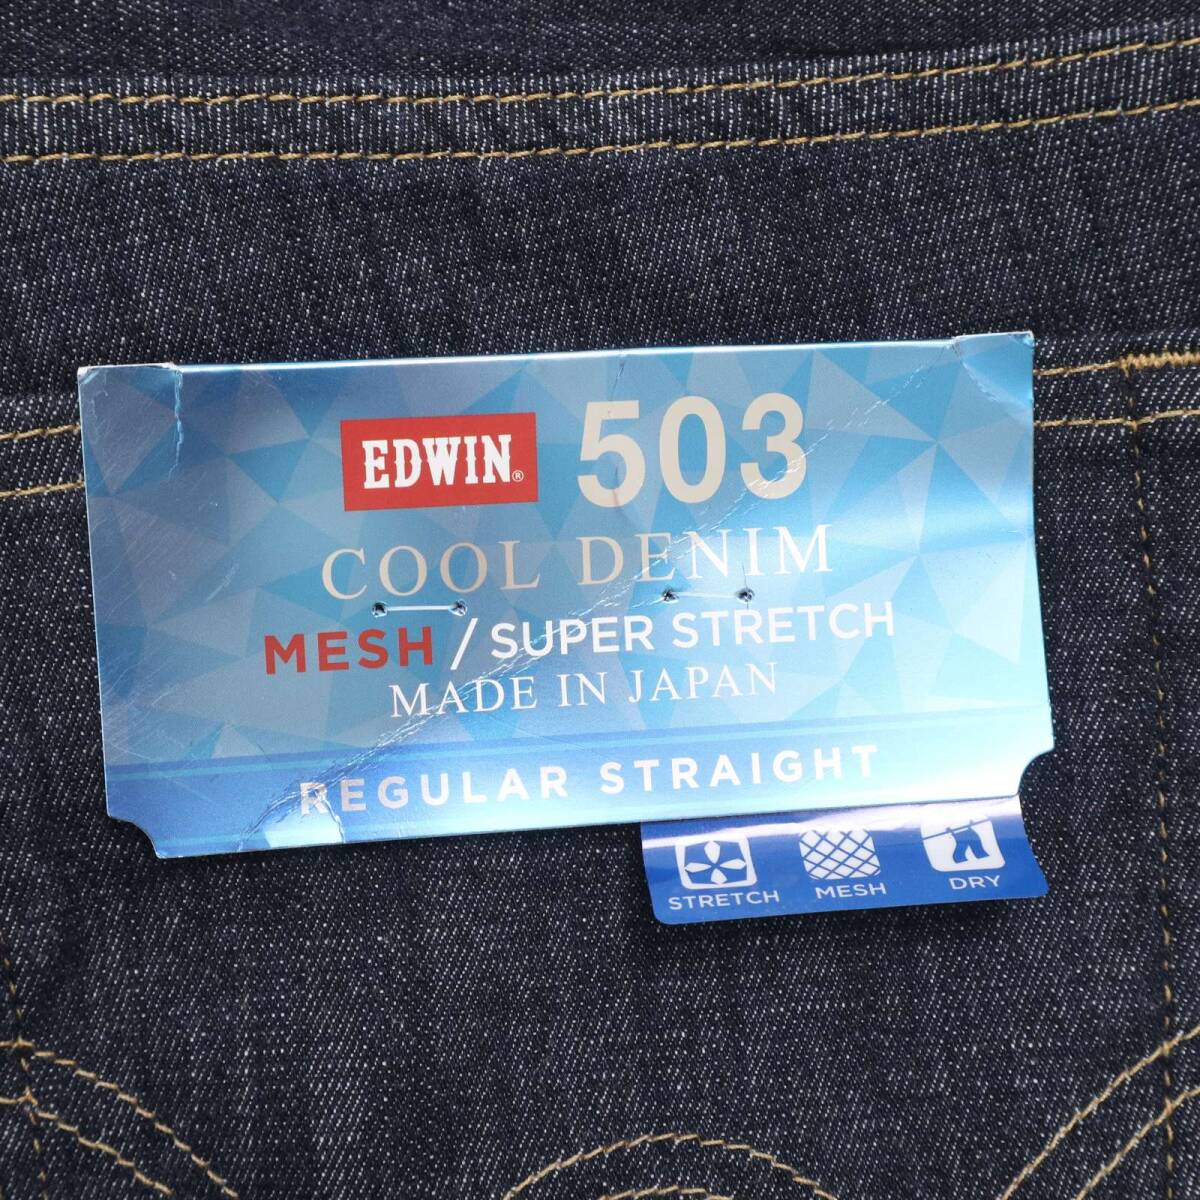 EDWIN® 503
COOL DENIM
MESH / SUPER STRETCH
MADE IN JAPAN
REGULAR STRAIGHT
STRETCH MESH DRY